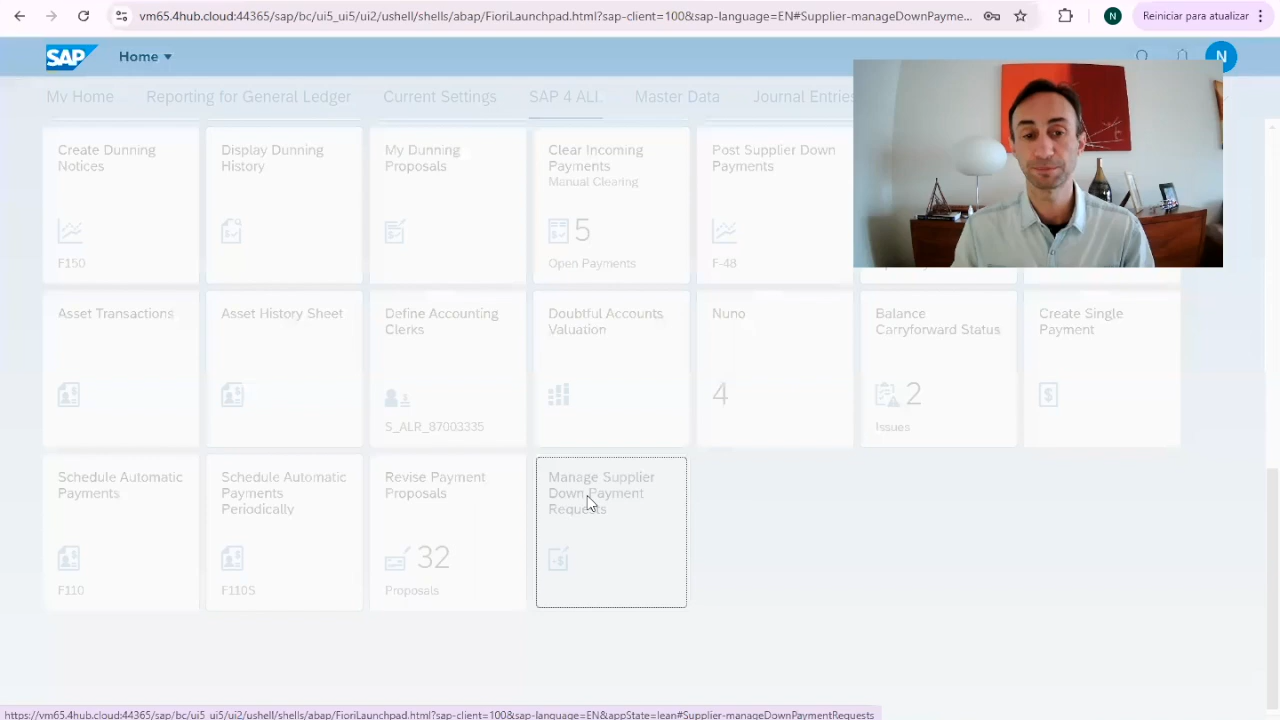 vm65.4hub.cloud:44365/sap/bc/ui5_ui5/ui2/ushell/shells/abap/FioriLaunchpad.html?sap-client=100&sap-language=EN#Supplier-manageDownPayme...
N
Reiniciar para atualizar
SAP
Home
N
My Home
Reporting for General Ledger
Current Settings
SAP 4 ALL
Master Data
Journal Entries
Create Dunning
Notices
F150
Display Dunning
History
My Dunning
Proposals
Clear Incoming
Payments
Manual Clearing
5
Open Payments
Post Supplier Down
Payments
F-48
Asset Transactions
Asset History Sheet
Define Accounting
Clerks
S_ALR_87003335
Doubtful Accounts
Valuation
Nuno
4
Balance
Carryforward Status
2
Issues
Create Single
Payment
Schedule Automatic
Payments
F110
Schedule Automatic
Payments
Periodically
F110S
Revise Payment
Proposals
32
Proposals
Manage Supplier
Down Payment
Requests
https://vm65.4hub.cloud:44365/sap/bc/ui5_ui5/ui2/ushell/shells/abap/FioriLaunchpad.html?sap-client=100&sap-language=EN&appState=lean#Supplier-manageDownPaymentRequests